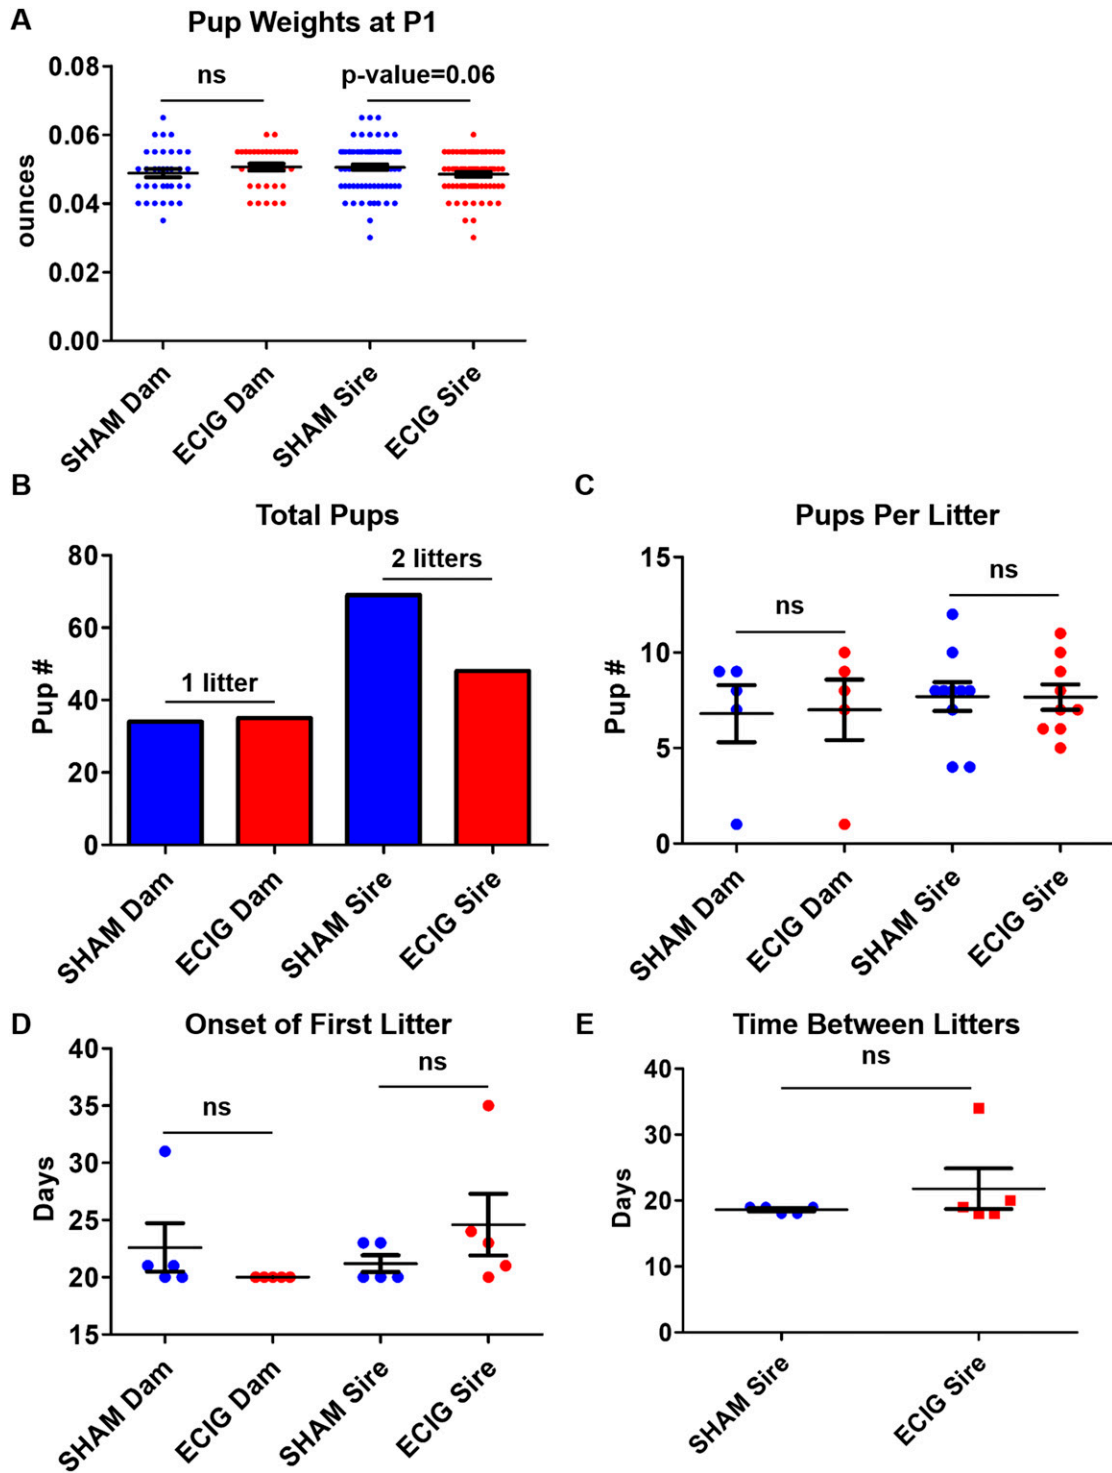 A
Pup Weights at P1
ns
p-value=0.06
0.08
0.06
0.04
0.02
0.00
ounces
SHAM Dam
ECIG Dam
SHAM Sire
ECIG Sire
B
Total Pups
1 litter
2 litters
80
60
40
20
0
Pup #
SHAM Dam
ECIG Dam
SHAM Sire
ECIG Sire
C
Pups Per Litter
ns
ns
15
10
5
0
Pup #
SHAM Dam
ECIG Dam
SHAM Sire
ECIG Sire
D
Onset of First Litter
ns
ns
40
35
30
25
20
15
Days
SHAM Dam
ECIG Dam
SHAM Sire
ECIG Sire
E
Time Between Litters
ns
40
30
20
10
0
Days
SHAM Sire
ECIG Sire